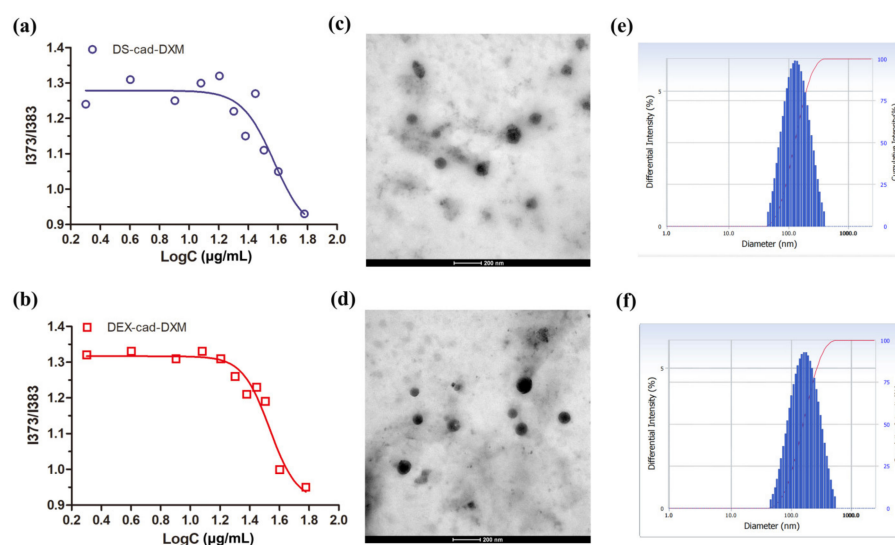 (a)
DS-cad-DXM
I373/I383
1.4
1.3
1.2
1.1
1.0
0.9
0.2 0.4 0.6 0.8 1.0 1.2 1.4 1.6 1.8 2.0
LogC (µg/mL)
(b)
DEX-cad-DXM
I373/I383
1.4
1.3
1.2
1.1
1.0
0.9
0.2 0.4 0.6 0.8 1.0 1.2 1.4 1.6 1.8 2.0
LogC (µg/mL)
(c)
200 nm
(d)
200 nm
(e)
Differential Intensity (%)
5
0
Cumulative Intensity(%)
100
75
50
25
0
1.0 10.0 100.0 1000.0
Diameter (nm)
(f)
Differential Intensity (%)
5
0
100
75
50
25
0
1.0 10.0 100.0 1000.0
Diameter (nm)